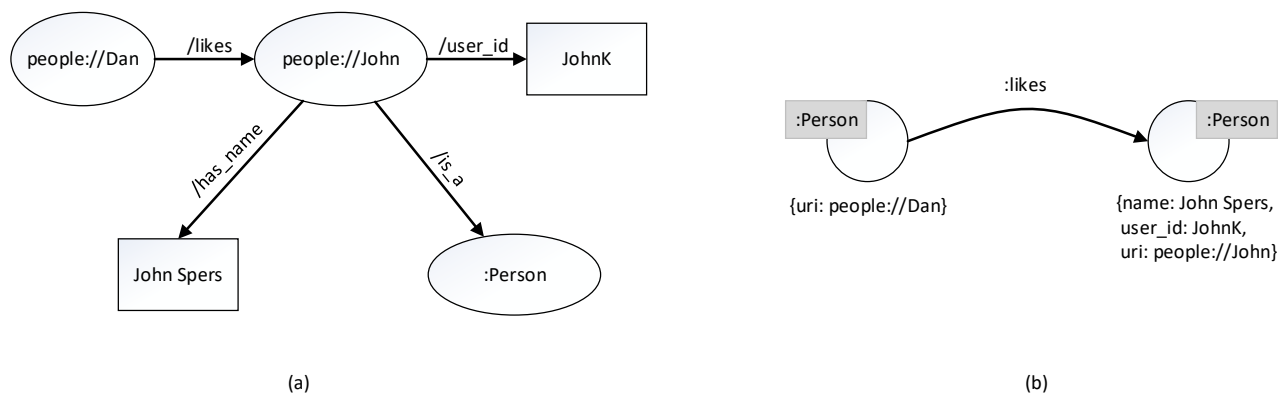 people://Dan
/likes
people://John
/user_id
JohnK
/has_name
/is_a
John Spers
:Person
(a)
:likes
:Person
:Person
{uri: people://Dan}
{name: John Spers,
user_id: JohnK,
uri: people://John}
(b)